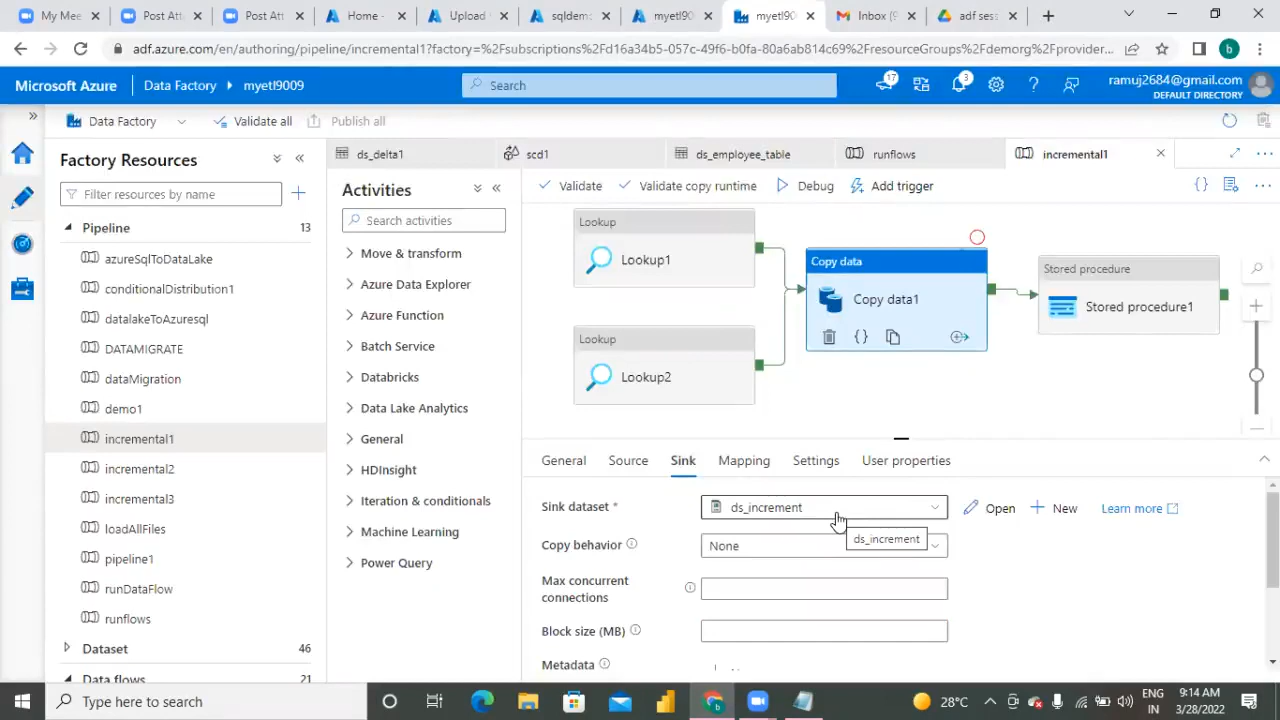 My Mee
Post Atte
Post Atte
Home -
Upload
sqldemo
myetl90
myetl90
Inbox (9
adf sess
adf.azure.com/en/authoring/pipeline/incremental1?factory=%2Fsubscriptions%2Fd16a34b5-057c-49f6-b0fa-80a6ab814c69%2FresourceGroups%2Fdemorg%2Fprovider...
b
Microsoft Azure
Data Factory
myetl9009
Search
17
3
ramuj2684@gmail.com
DEFAULT DIRECTORY
Data Factory
Validate all
Publish all
Factory Resources
ds_delta1
scd1
ds_employee_table
runflows
incremental1
Filter resources by name
Activities
Validate
Validate copy runtime
Debug
Add trigger
Search activities
Pipeline
13
azureSqlToDataLake
conditionalDistribution1
datalakeToAzuresql
DATAMIGRATE
dataMigration
demo1
incremental1
incremental2
incremental3
loadAllFiles
pipeline1
runDataFlow
runflows
Dataset
46
Data flows
21
Move & transform
Azure Data Explorer
Azure Function
Batch Service
Databricks
Data Lake Analytics
General
HDInsight
Iteration & conditionals
Machine Learning
Power Query
Lookup
Lookup1
Lookup
Lookup2
Copy data
Copy data1
Stored procedure
Stored procedure1
General
Source
Sink
Mapping
Settings
User properties
Sink dataset *
ds_increment
Open
New
Learn more
ds_increment
Copy behavior
None
Max concurrent
connections
Block size (MB)
Metadata
Type here to search
28°C
ENG
IN
9:14 AM
3/28/2022